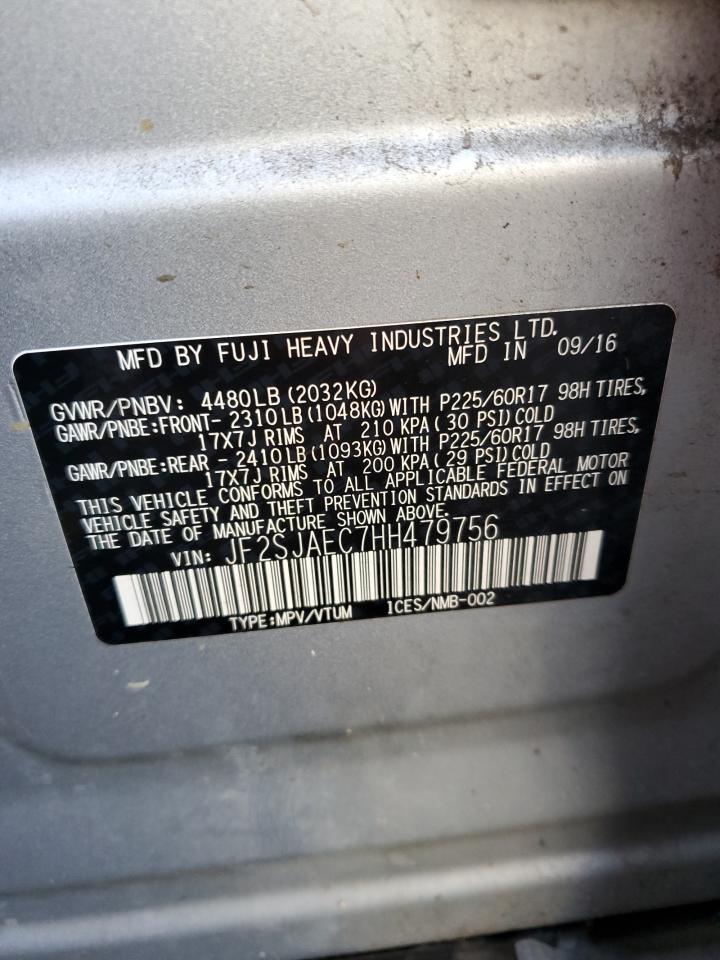 MFD BY FUJI HEAVY INDUSTRIES LTD.
MFD IN 09/16
GVWR/PNBV: 4480LB (2032KG)
GAWR/PNBE:FRONT- 2310LB(1048KG)WITH P225/60R17 98H TIRES,
17X7J RIMS AT 210 KPA( 30 PSI)COLD
GAWR/PNBE:REAR - 2410LB(1093KG)WITH P225/60R17 98H TIRES,
17X7J RIMS AT 200 KPA( 29 PSI)COLD
THIS VEHICLE CONFORMS TO ALL APPLICABLE FEDERAL MOTOR
VEHICLE SAFETY AND THEFT PREVENTION STANDARDS IN EFFECT ON
THE DATE OF MANUFACTURE SHOWN ABOVE.
VIN: JF2SJAEC7HH479756
TYPE:MPV/VTUM ICES/NMB-002